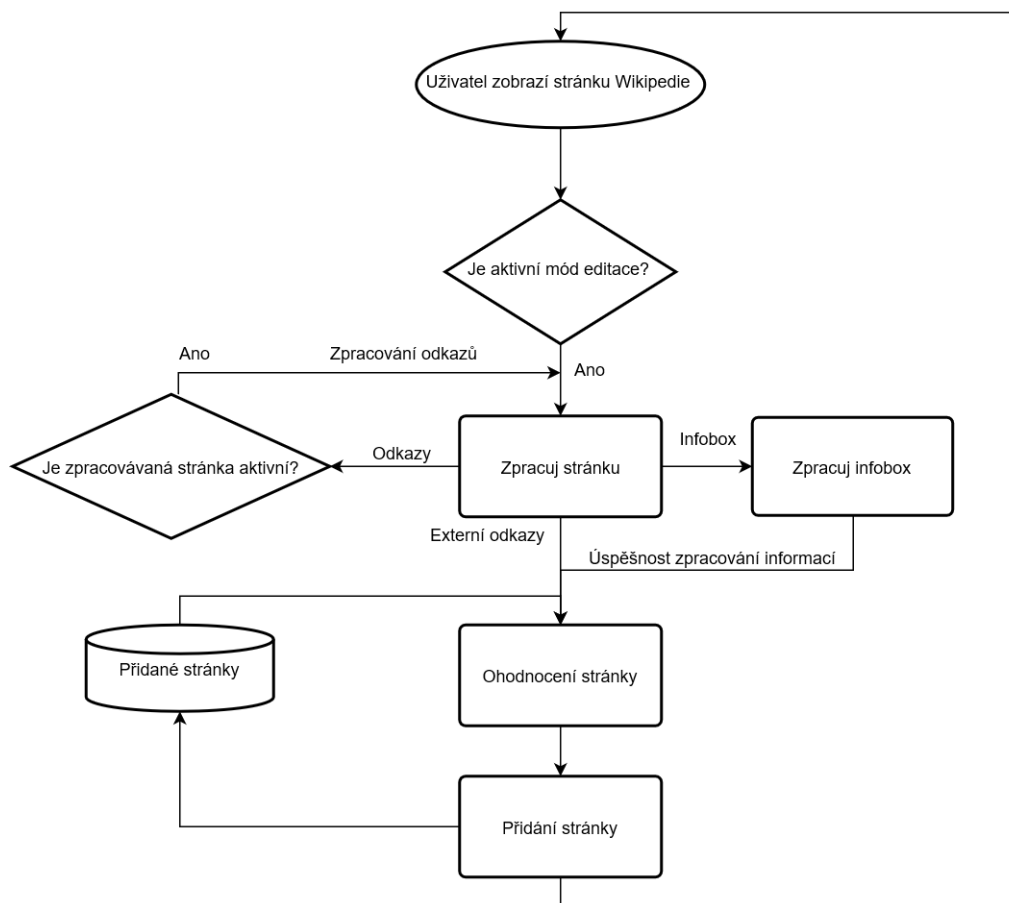 Uživatel zobrazí stránku Wikipedie
Je aktivní mód editace?
Ano
Zpracování odkazů
Ano
Je zpracovávaná stránka aktivní?
Odkazy
Zpracuj stránku
Infobox
Zpracuj infobox
Externí odkazy
Úspěšnost zpracování informací
Přidané stránky
Ohodnocení stránky
Přidání stránky